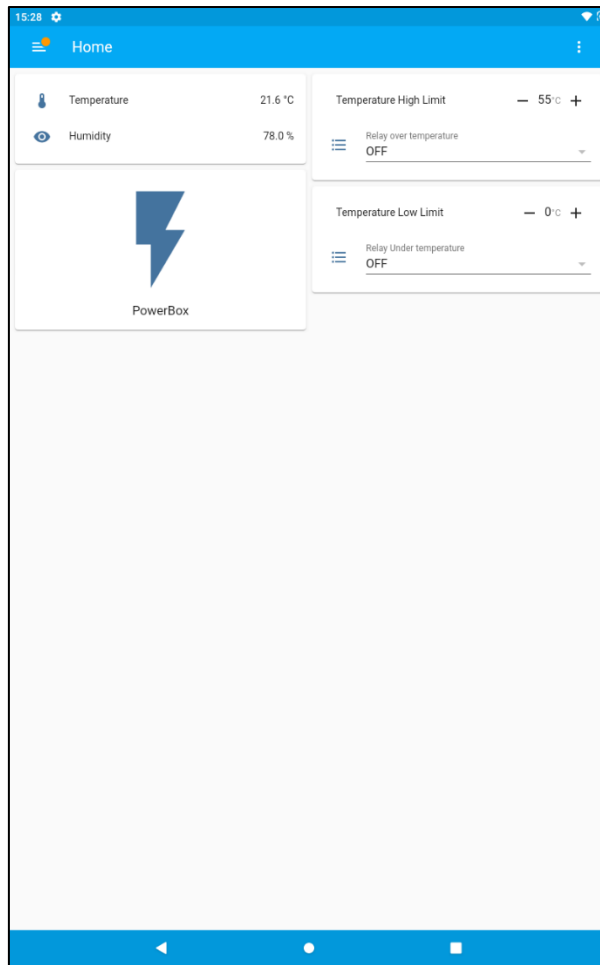 15:28
Home
Temperature 21.6 °C
Humidity 78.0 %
PowerBox
Temperature High Limit — 55°C +
Relay over temperature
OFF
Temperature Low Limit — 0°C +
Relay Under temperature
OFF